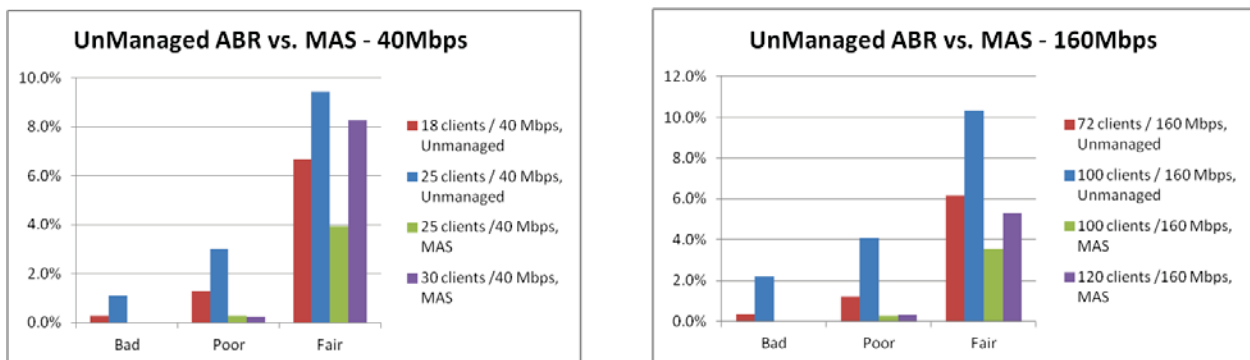 UnManaged ABR vs. MAS - 40Mbps
10.0%
8.0%
6.0%
4.0%
2.0%
0.0%
Bad
Poor
Fair
18 clients / 40 Mbps,
Unmanaged
25 clients / 40 Mbps,
Unmanaged
25 clients /40 Mbps,
MAS
30 clients /40 Mbps,
MAS
UnManaged ABR vs. MAS - 160Mbps
12.0%
10.0%
8.0%
6.0%
4.0%
2.0%
0.0%
Bad
Poor
Fair
72 clients / 160 Mbps,
Unmanaged
100 clients / 160 Mbps,
Unmanaged
100 clients /160 Mbps,
MAS
120 clients /160 Mbps,
MAS